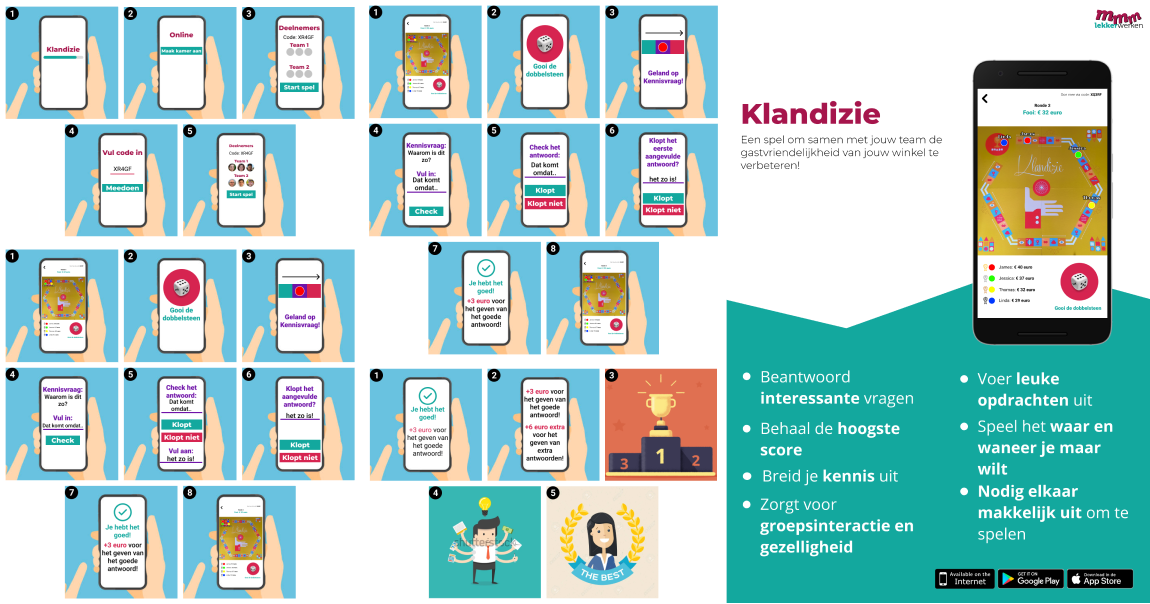 1
Klandizie
2
Online
Maak kamer aan
3
Deelnemers
Code: XR4GF
Team 1
Team 2
Start spel
4
Vul code in
XR4GF
Meedoen
5
Deelnemers
Code: XR4GF
Team 1
Team 2
Start spel
1
2
Gooi de
dobbelsteen
3
Geland op
Kennisvraag!
4
Kennisvraag:
Waarom is dit
zo?
Vul in:
Dat komt
omdat..
Check
5
Check het
antwoord:
Dat komt
omdat..
Klopt
Klopt niet
6
Klopt het
eerste
aangevulde
antwoord?
het zo is!
Klopt
Klopt niet
7
Je hebt het
goed!
+3 euro voor
het geven van
het goede
antwoord!
8
1
2
Gooi de
dobbelsteen
3
Geland op
Kennisvraag!
4
Kennisvraag:
Waarom is dit
zo?
Vul in:
Dat komt omdat..
Check
5
Check het
antwoord:
Dat komt
omdat..
Klopt
Klopt niet
Vul aan:
het zo is!
6
Klopt het
aangevulde
antwoord?
het zo is!
Klopt
Klopt niet
7
Je hebt het
goed!
+3 euro voor
het geven van
het goede
antwoord!
8
1
Je hebt het
goed!
+3 euro voor
het geven van
het goede
antwoord!
2
+3 euro voor
het geven van
het goede
antwoord!
+6 euro extra
voor het
geven van
extra
antwoorden!
3
3 1 2
4
5
THE BEST
mmm
lekkerwerken
Klandizie
Een spel om samen met jouw team de
gastvriendelijkheid van jouw winkel te
verbeteren!
Ronde 2
Fooi: € 32 euro
Klandizie
James: € 40 euro
Jessica: € 37 euro
Thomas: € 32 euro
Linda: € 29 euro
Gooi de dobbelsteen
Beantwoord
interessante vragen
Behaal de hoogste
score
Breid je kennis uit
Zorgt voor
groepsinteractie en
gezelligheid
Voer leuke
opdrachten uit
Speel het waar en
waneer je maar
wilt
Nodig elkaar
makkelijk uit om te
spelen
Available on the
Internet
GET IT ON
Google Play
Download in de
App Store